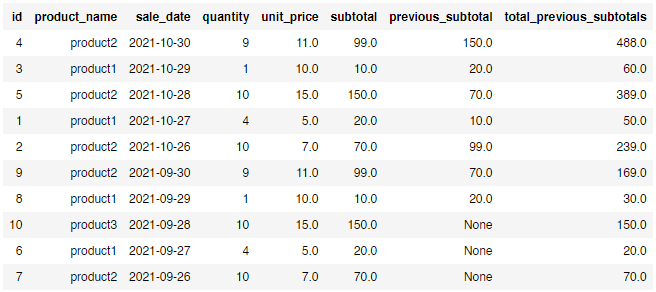 id product_name sale_date quantity unit_price subtotal previous_subtotal total_previous_subtotals
4 product2 2021-10-30 9 11.0 99.0 150.0 488.0
3 product1 2021-10-29 1 10.0 10.0 20.0 60.0
5 product2 2021-10-28 10 15.0 150.0 70.0 389.0
1 product1 2021-10-27 4 5.0 20.0 10.0 50.0
2 product2 2021-10-26 10 7.0 70.0 99.0 239.0
9 product2 2021-09-30 9 11.0 99.0 70.0 169.0
8 product1 2021-09-29 1 10.0 10.0 20.0 30.0
10 product3 2021-09-28 10 15.0 150.0 None 150.0
6 product1 2021-09-27 4 5.0 20.0 None 20.0
7 product2 2021-09-26 10 7.0 70.0 None 70.0